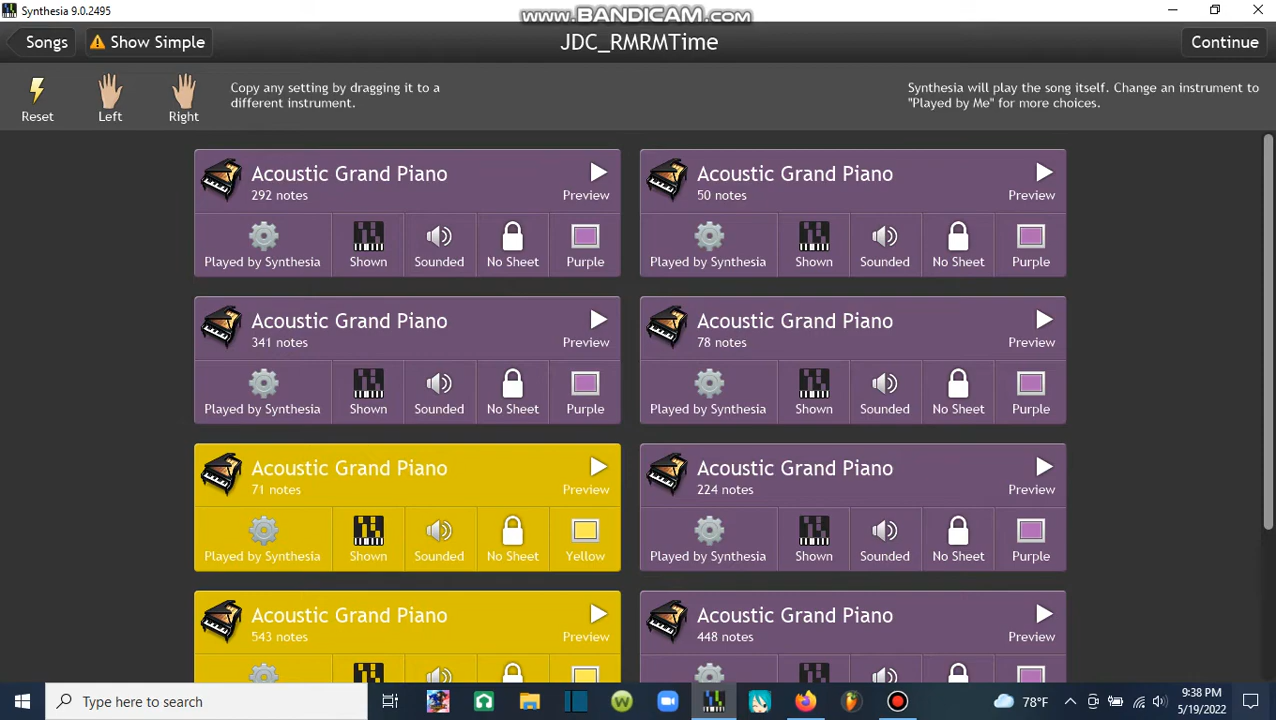 Synthesia 9.0.2495
www.BANDICAM.com
Songs
Show Simple
JDC_RMRMTime
Continue
Reset
Left
Right
Copy any setting by dragging it to a
different instrument.
Synthesia will play the song itself. Change an instrument to
"Played by Me" for more choices.
Acoustic Grand Piano
292 notes
Preview
Played by Synthesia
Shown
Sounded
No Sheet
Purple
Acoustic Grand Piano
50 notes
Preview
Played by Synthesia
Shown
Sounded
No Sheet
Purple
Acoustic Grand Piano
341 notes
Preview
Played by Synthesia
Shown
Sounded
No Sheet
Purple
Acoustic Grand Piano
78 notes
Preview
Played by Synthesia
Shown
Sounded
No Sheet
Purple
Acoustic Grand Piano
71 notes
Preview
Played by Synthesia
Shown
Sounded
No Sheet
Yellow
Acoustic Grand Piano
224 notes
Preview
Played by Synthesia
Shown
Sounded
No Sheet
Purple
Acoustic Grand Piano
543 notes
Preview
Acoustic Grand Piano
448 notes
Preview
Type here to search
78°F
9:38 PM
5/19/2022